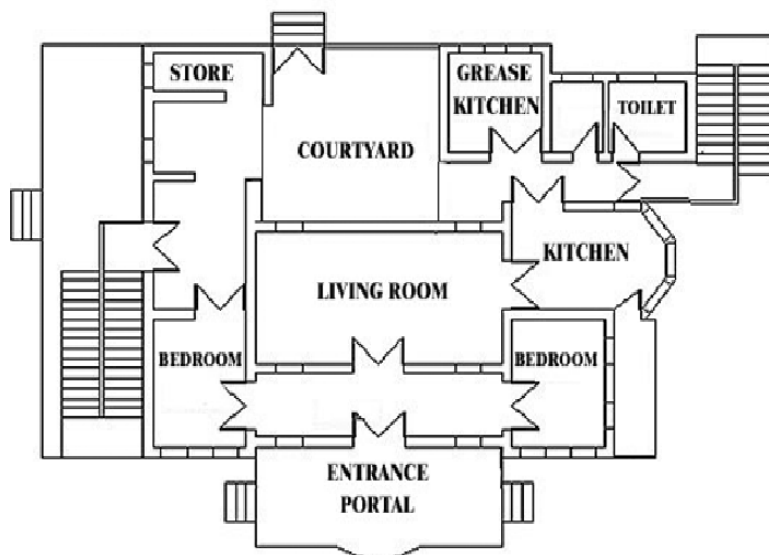 STORE
GREASE
KITCHEN
TOILET
COURTYARD
KITCHEN
LIVING ROOM
BEDROOM
BEDROOM
ENTRANCE
PORTAL